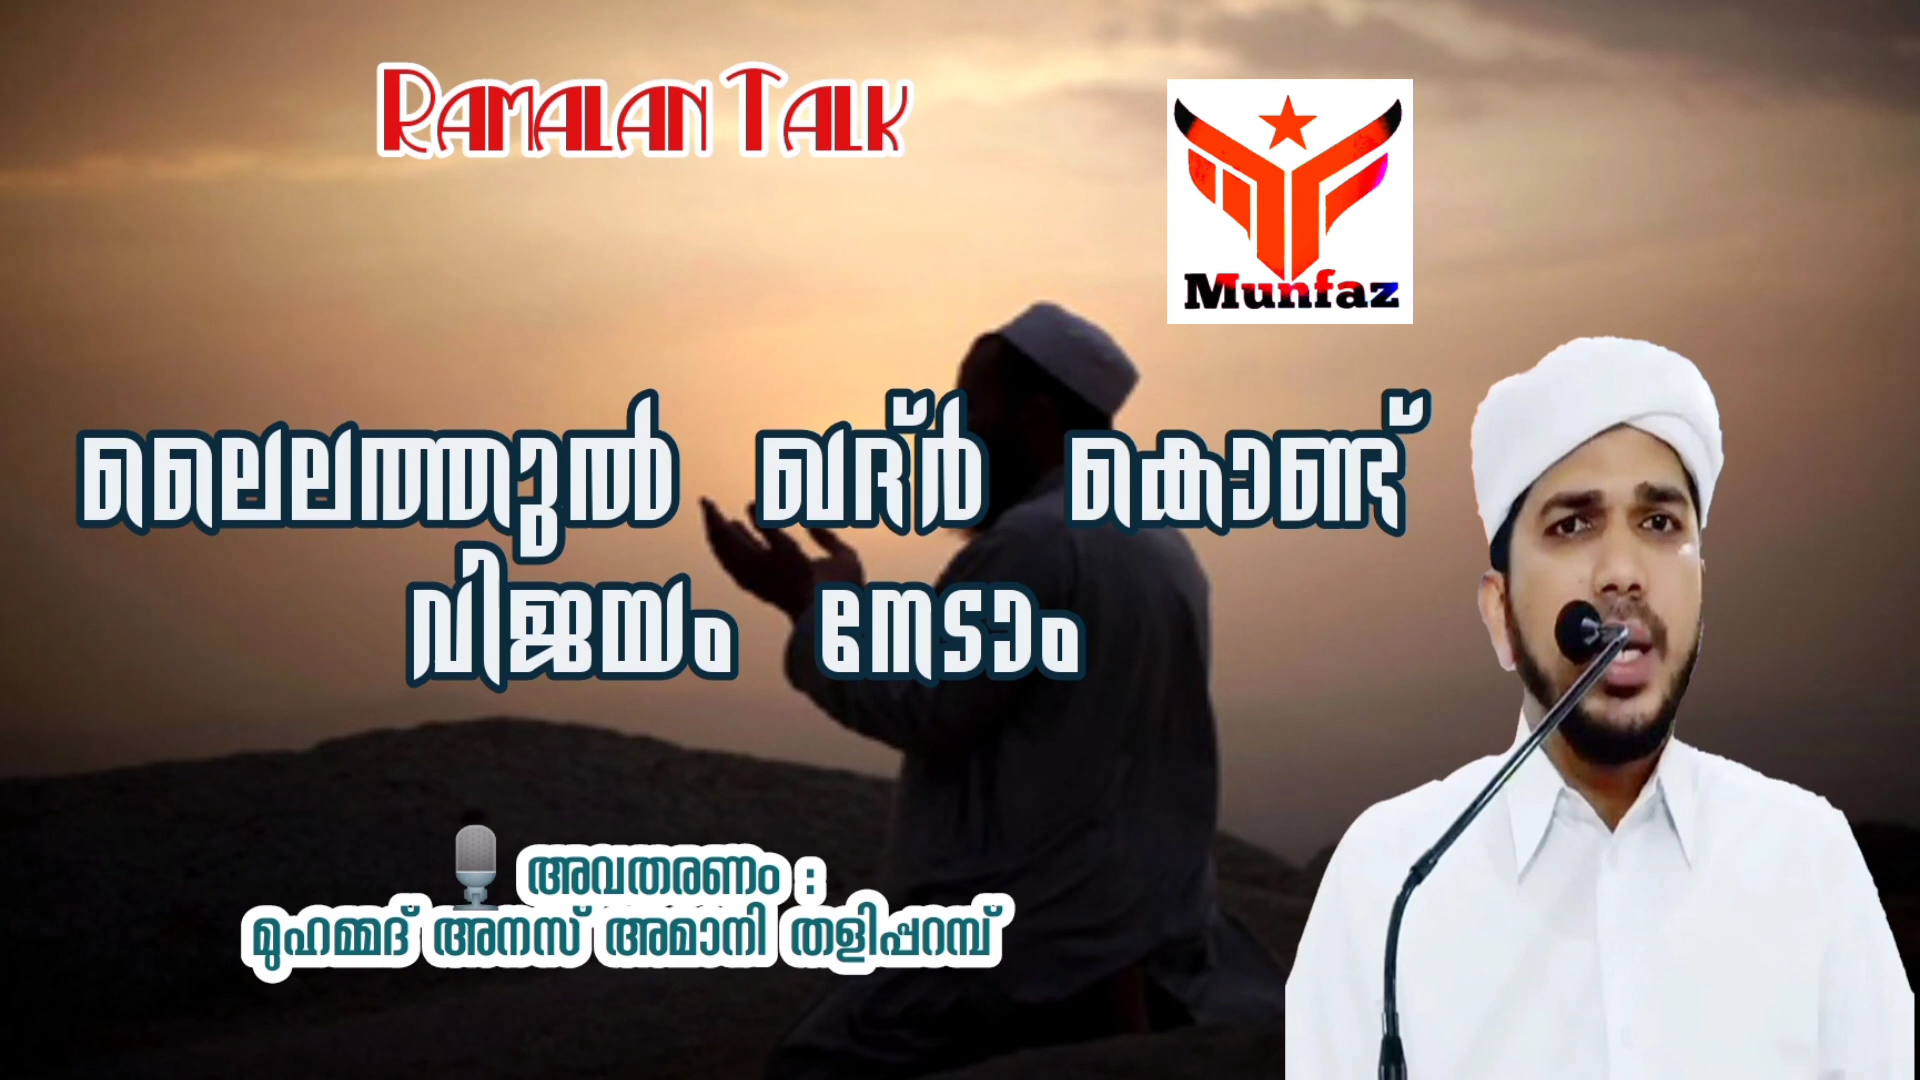 RAMALAN TALK
Munfaz
ലൈലത്തുൽ ഖദ്ർ കൊണ്ട്
വിജയം നേടാം
അവതരണം :
മുഹമ്മദ് അനസ് അമാനി തളിപ്പറമ്പ്